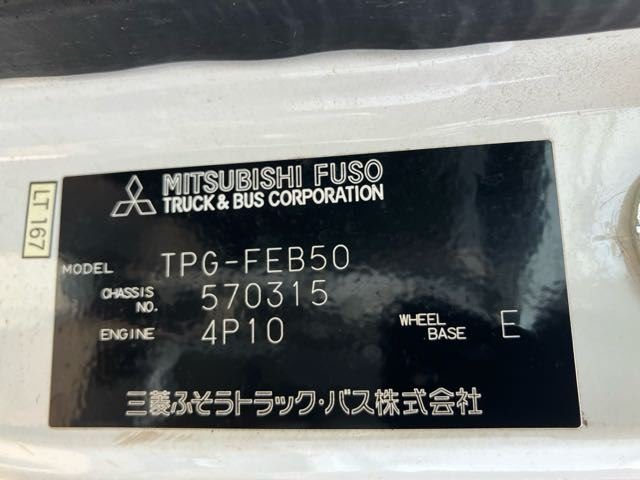 MITSUBISHI FUSO
TRUCK & BUS CORPORATION
LT 167
MODEL TPG-FEB50
CHASSIS NO. 570315
ENGINE 4P10 WHEEL BASE E
三菱ふそうトラック・バス株式会社